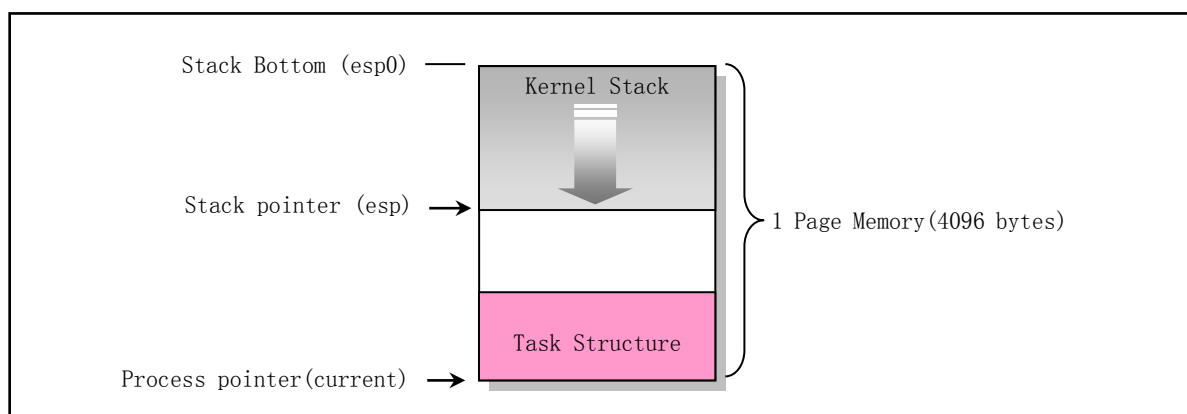 Stack Bottom (esp0)
Kernel Stack
Stack pointer (esp)
1 Page Memory(4096 bytes)
Task Structure
Process pointer(current)